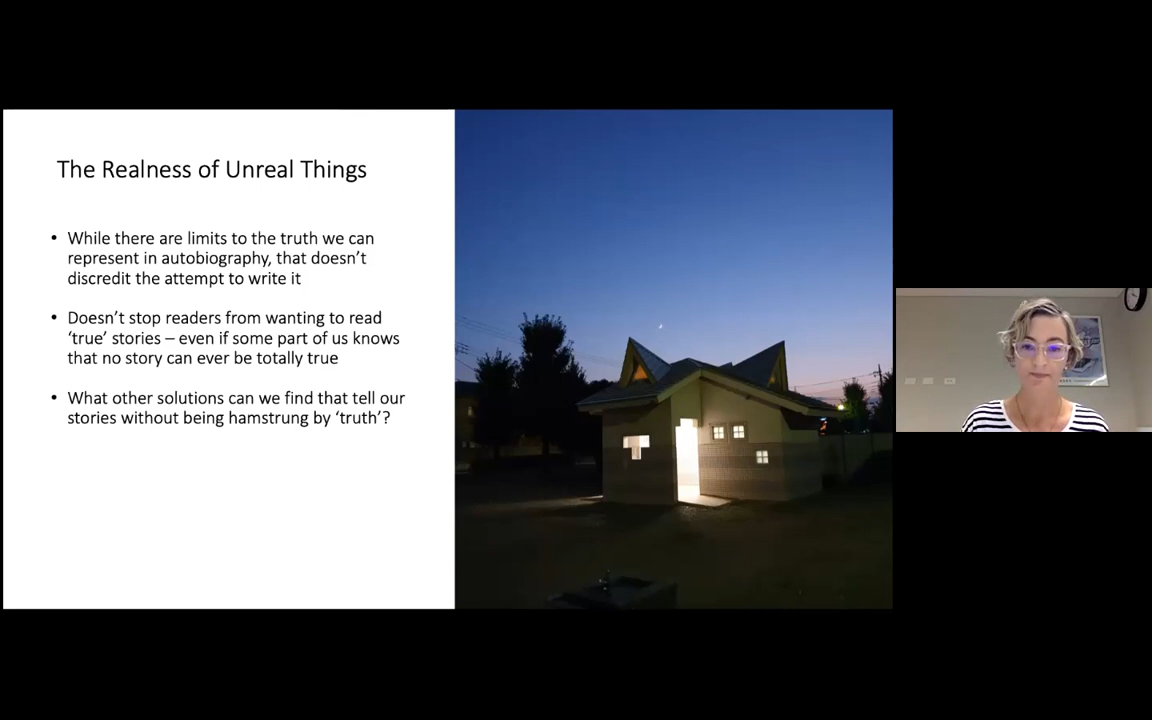 The Realness of Unreal Things
• While there are limits to the truth we can
represent in autobiography, that doesn’t
discredit the attempt to write it
• Doesn’t stop readers from wanting to read
‘true’ stories – even if some part of us knows
that no story can ever be totally true
• What other solutions can we find that tell our
stories without being hamstrung by ‘truth’?